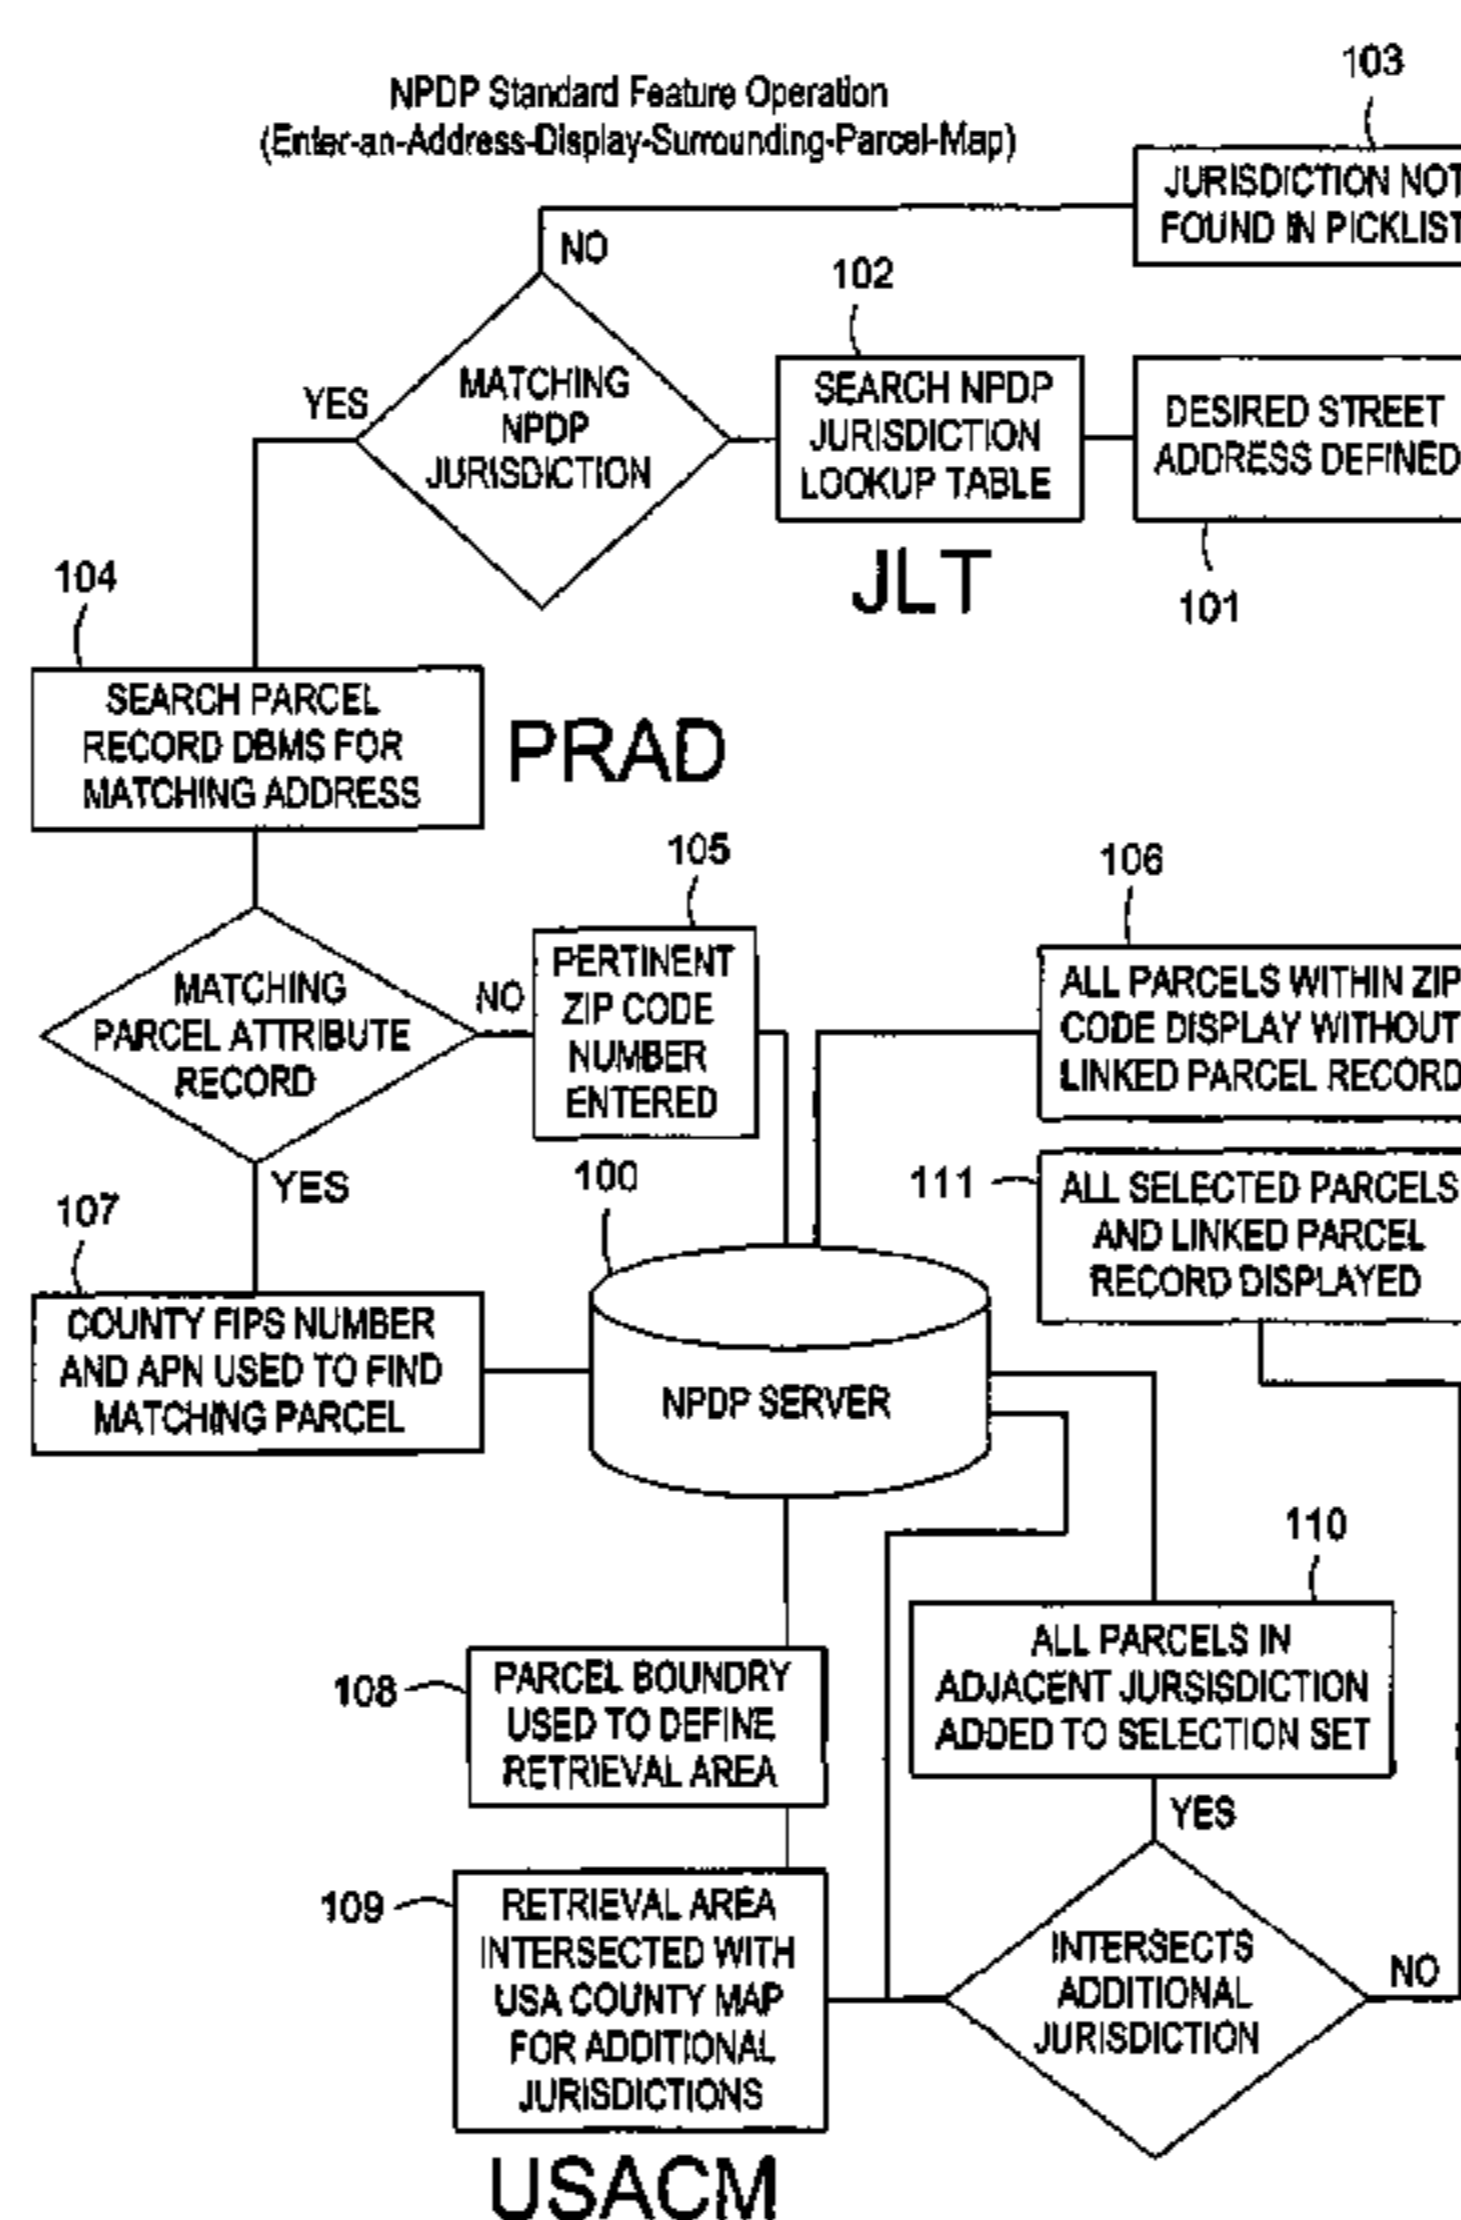 NPDP Standard Feature Operation
(Enter-an-Address-Display-Surrounding-Parcel-Map)
103
JURISDICTION NOT
FOUND IN PICKLIST
NO
102
MATCHING
NPDP
JURISDICTION
YES
SEARCH NPDP
JURISDICTION
LOOKUP TABLE
DESIRED STREET
ADDRESS DEFINED
JLT
101
104
SEARCH PARCEL
RECORD DBMS FOR
MATCHING ADDRESS
PRAD
105
106
MATCHING
PARCEL ATTRIBUTE
RECORD
NO
PERTINENT
ZIP CODE
NUMBER
ENTERED
ALL PARCELS WITHIN ZIP
CODE DISPLAY WITHOUT
LINKED PARCEL RECORD
YES
100
111
ALL SELECTED PARCELS
AND LINKED PARCEL
RECORD DISPLAYED
107
COUNTY FIPS NUMBER
AND APN USED TO FIND
MATCHING PARCEL
NPDP SERVER
110
108
PARCEL BOUNDRY
USED TO DEFINE
RETRIEVAL AREA
ALL PARCELS IN
ADJACENT JURSISDICTION
ADDED TO SELECTION SET
YES
109
RETRIEVAL AREA
INTERSECTED WITH
USA COUNTY MAP
FOR ADDITIONAL
JURISDICTIONS
INTERSECTS
ADDITIONAL
JURISDICTION
NO
USACM